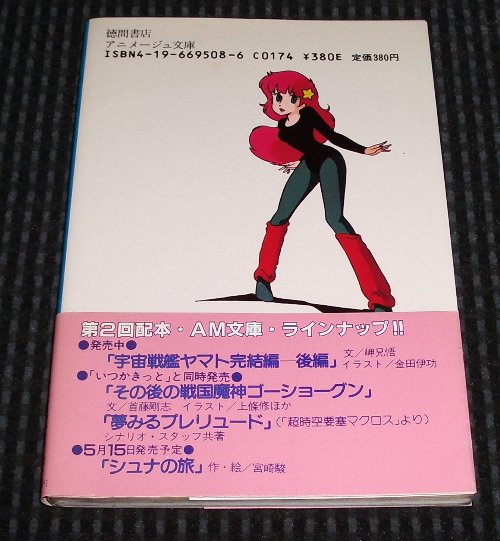 徳間書店
アニメージュ文庫
ISBN4-19-669508-6 C0174 ¥380E 定価380円
第2回配本・AM文庫・ラインナップ!!
●発売中●
「宇宙戦艦ヤマト完結編─後編」 文/岬兄悟
イラスト/金田伊功
●「いつかきっと」と同時発売●
「その後の戦国魔神ゴーショーグン」
文/首藤剛志 イラスト/上條修ほか
「夢みるプレリュード」(「超時空要塞マクロス」より)
シナリオ・スタッフ共著
●5月15日発売予定●
「シュナの旅」作・絵/宮崎駿